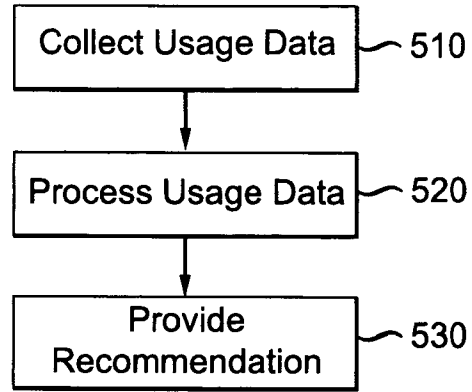 Collect Usage Data 510
Process Usage Data 520
Provide
Recommendation 530